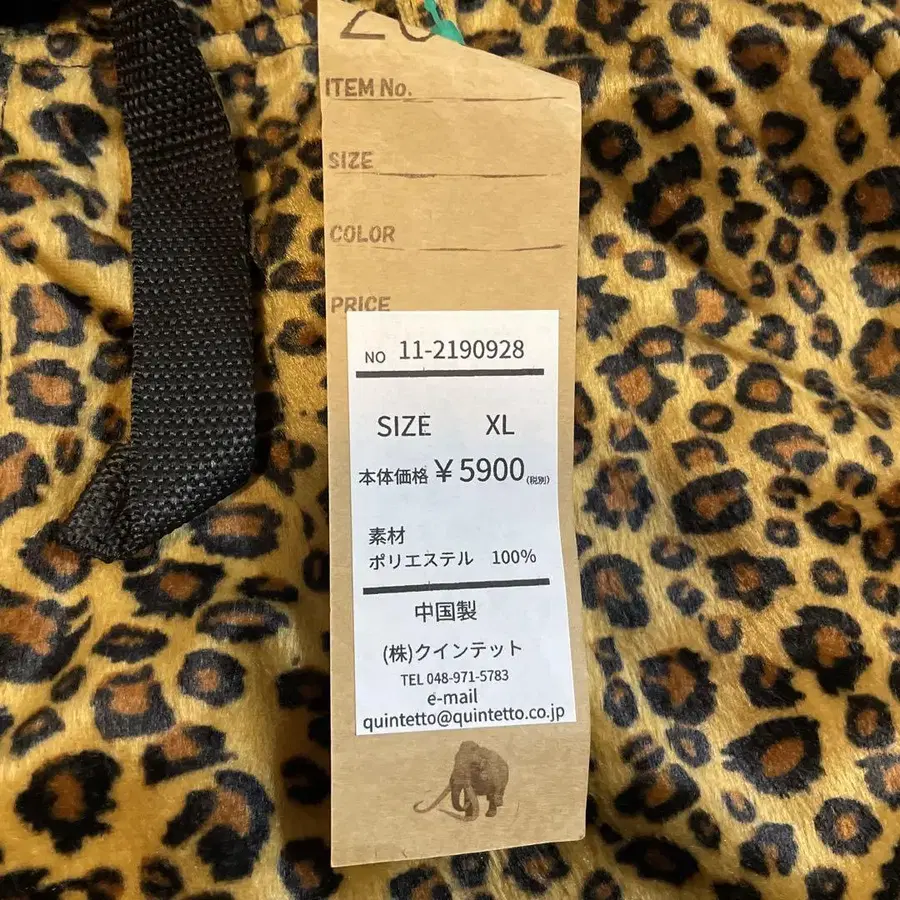 ITEM No.
SIZE
COLOR
PRICE
NO 11-2190928
SIZE XL
本体価格 ¥5900(税別)
素材
ポリエステル 100%
中国製
(株)クインテット
TEL 048-971-5783
e-mail
quintetto@quintetto.co.jp